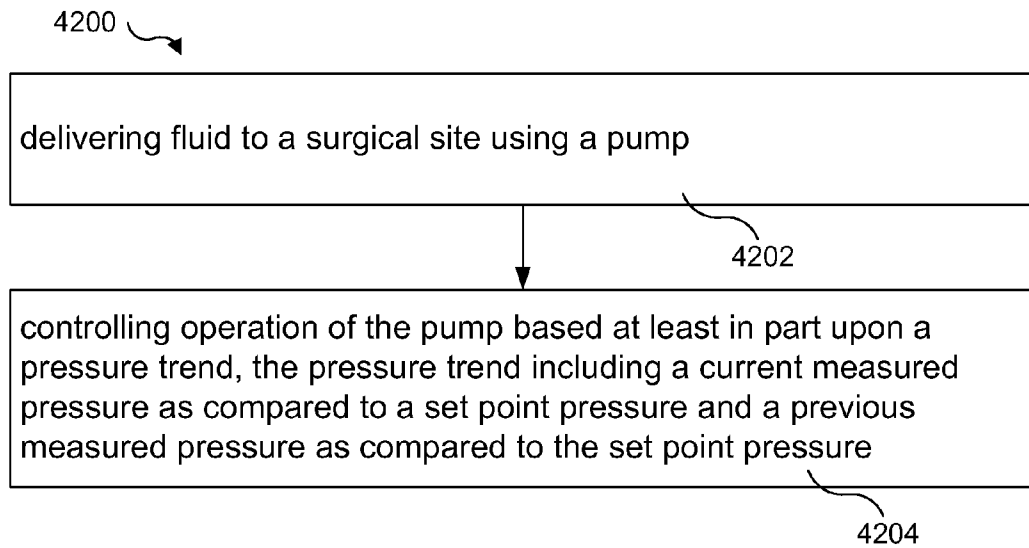 4200
delivering fluid to a surgical site using a pump
4202
controlling operation of the pump based at least in part upon a
pressure trend, the pressure trend including a current measured
pressure as compared to a set point pressure and a previous
measured pressure as compared to the set point pressure
4204